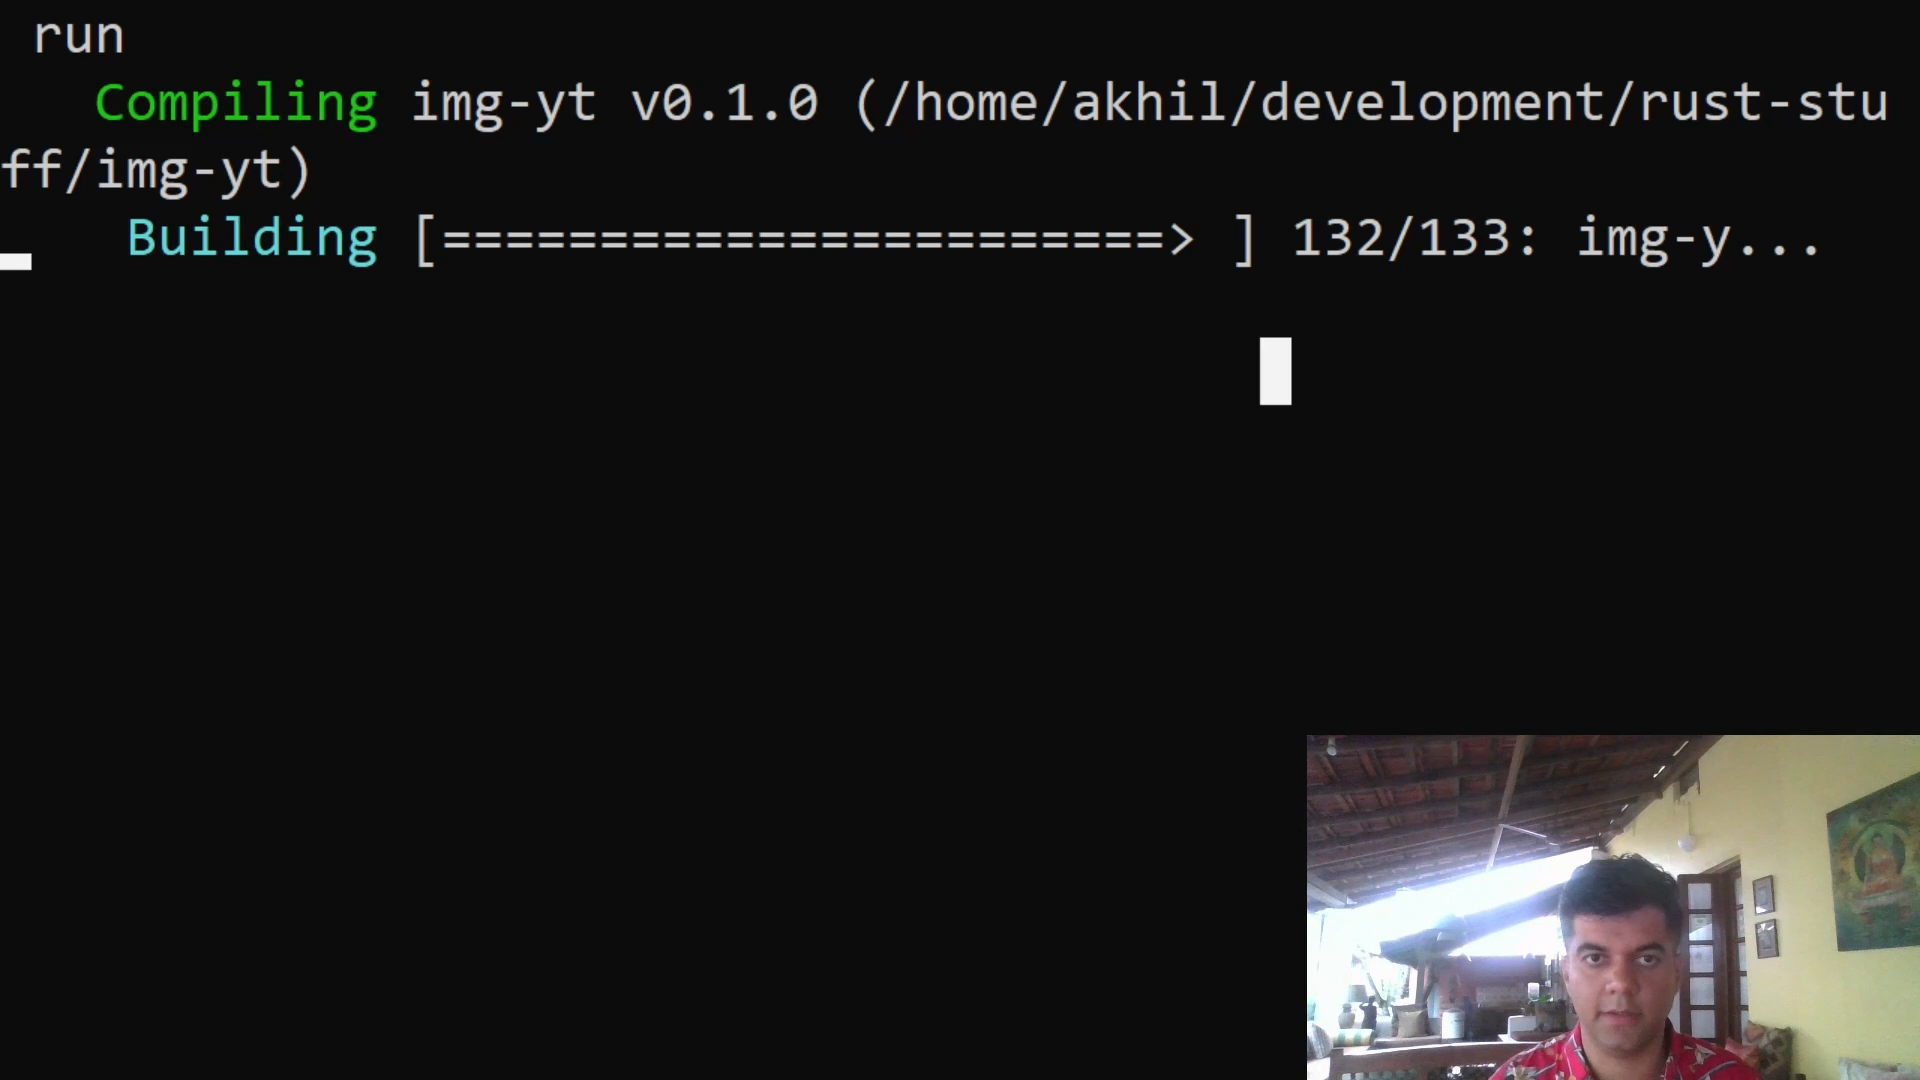 run
Compiling img-yt v0.1.0 (/home/akhil/development/rust-stu
ff/img-yt)
Building [=======================> ] 132/133: img-y...